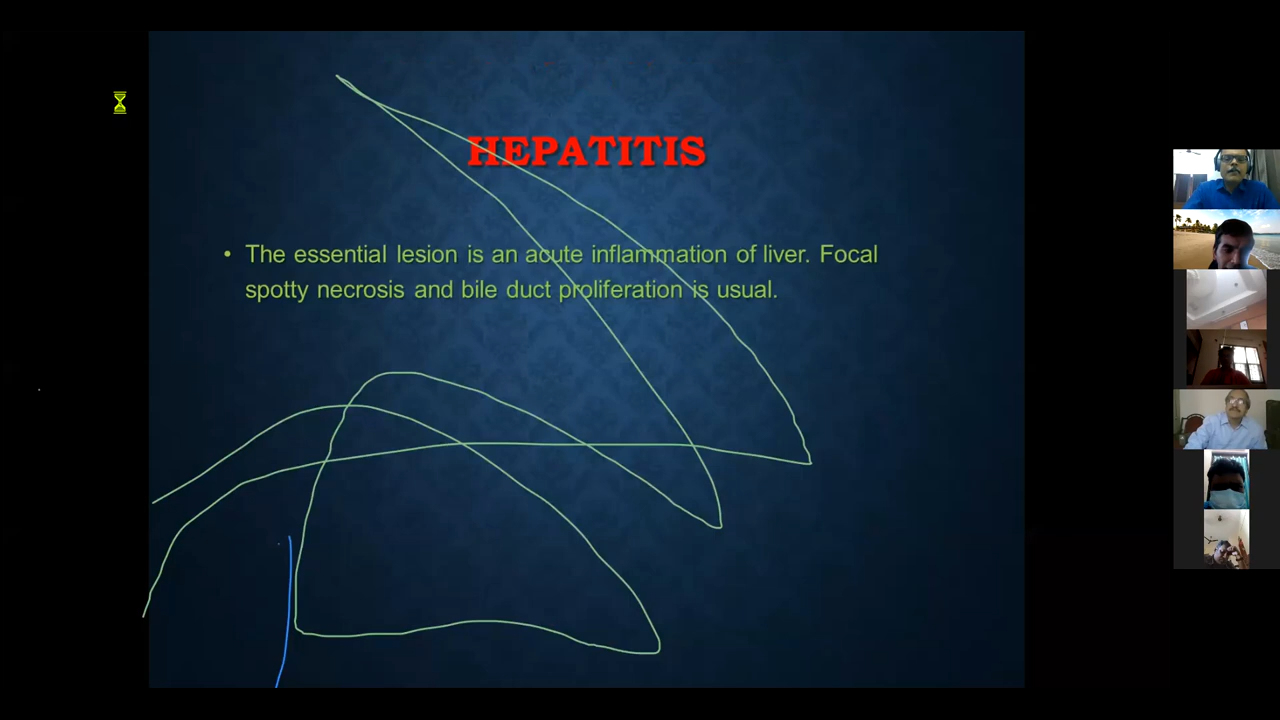 HEPATITIS
• The essential lesion is an acute inflammation of liver. Focal
spotty necrosis and bile duct proliferation is usual.